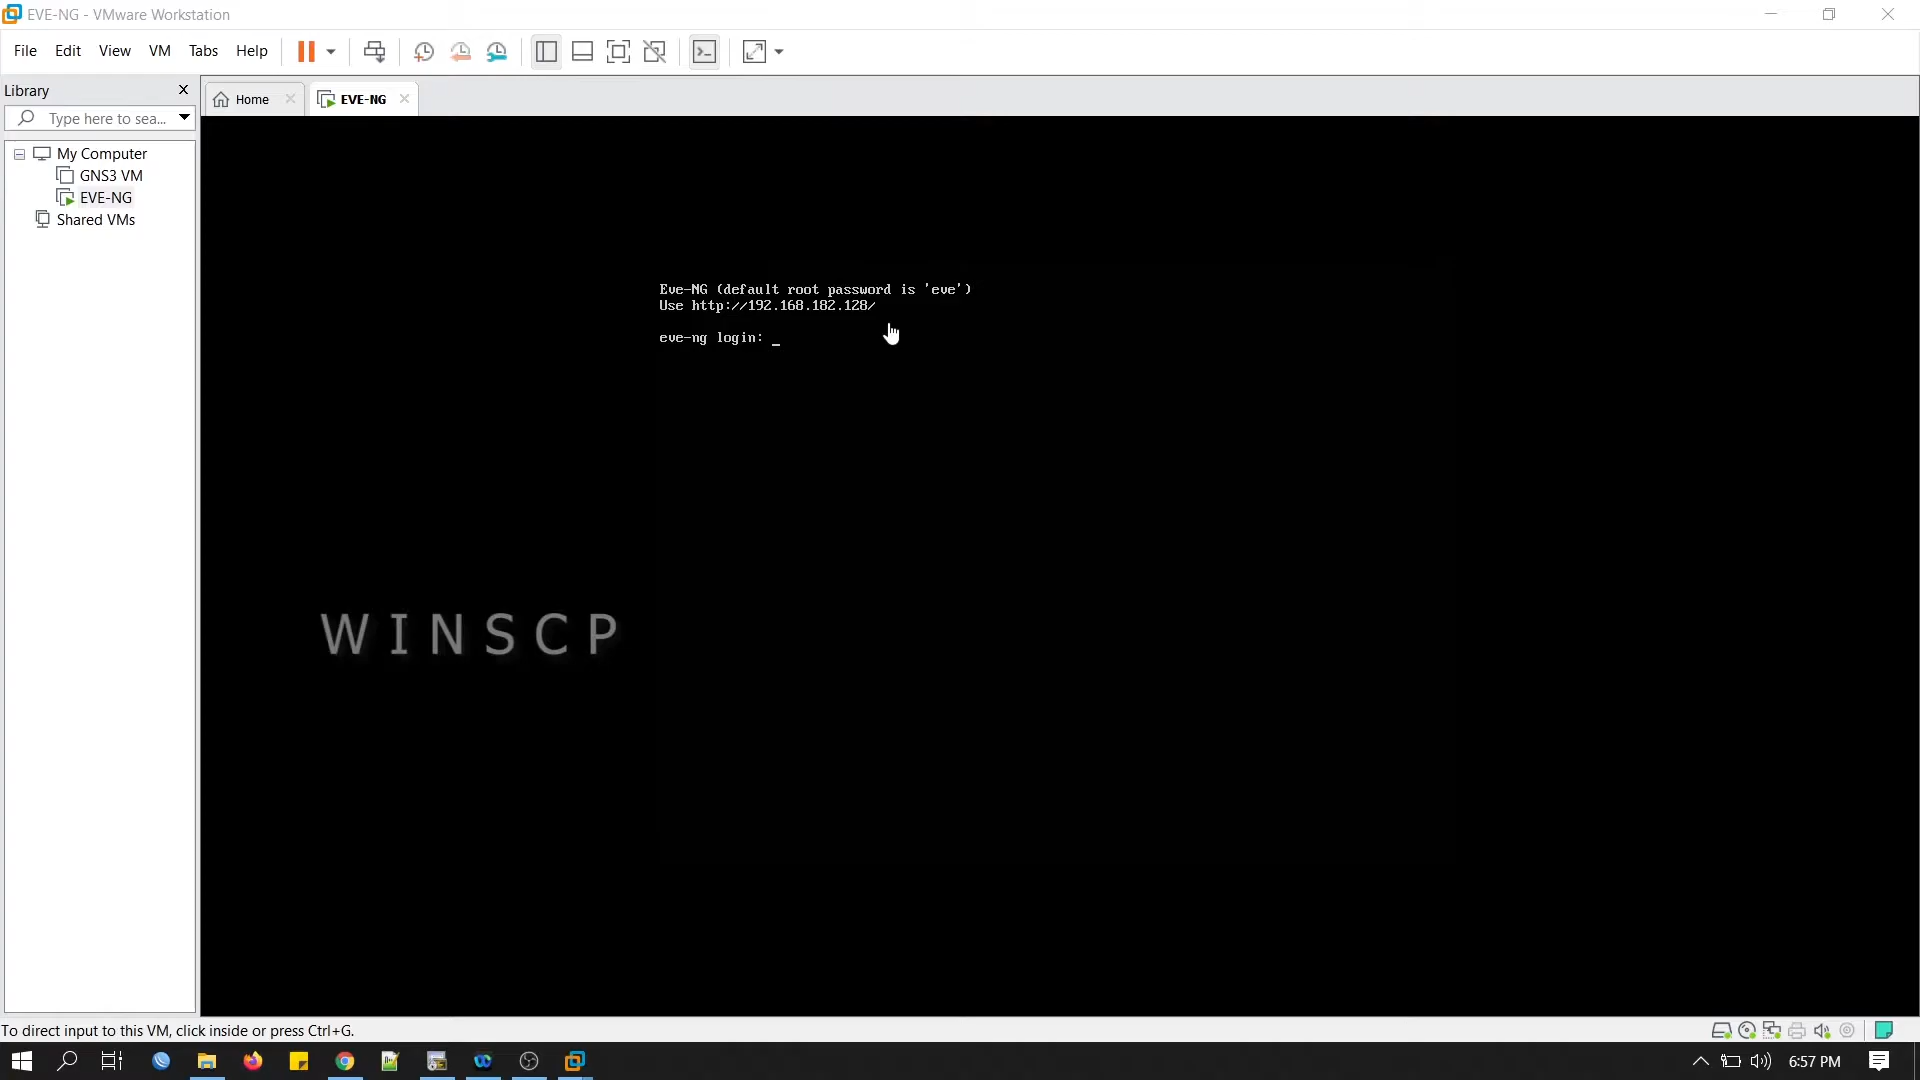 EVE-NG - VMware Workstation
File Edit View VM Tabs Help
Library
Type here to sea...
Home
EVE-NG
My Computer
GNS3 VM
EVE-NG
Shared VMs
Eve-NG (default root password is 'eve')
Use http://192.168.182.128/
eve-ng login: _
WINSCP
To direct input to this VM, click inside or press Ctrl+G.
6:57 PM